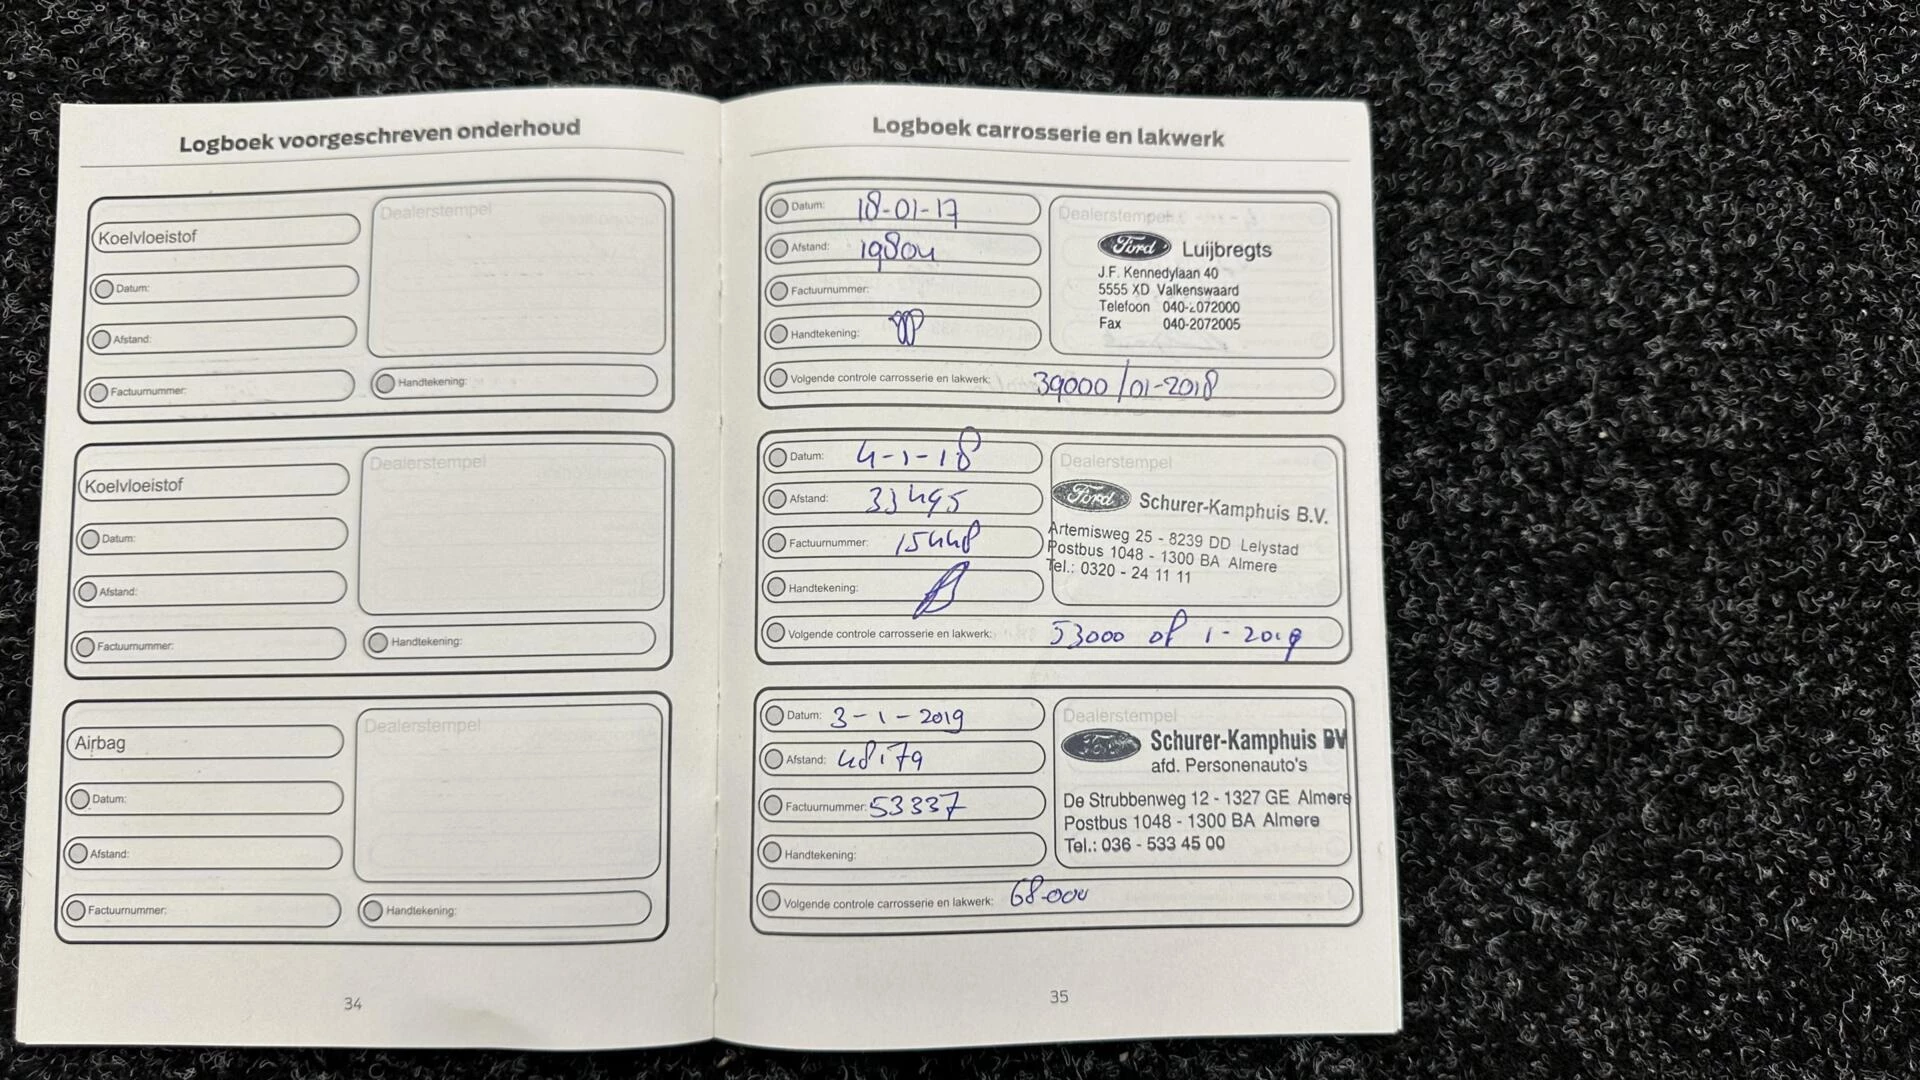 Logboek voorgeschreven onderhoud
Koelvloeistof
Dealerstempel
Datum:
Afstand:
Factuurnummer:
Handtekening:
Koelvloeistof
Dealerstempel
Datum:
Afstand:
Factuurnummer:
Handtekening:
Airbag
Dealerstempel
Datum:
Afstand:
Factuurnummer:
Handtekening:
34
Logboek carrosserie en lakwerk
Datum: 18-01-17
Afstand: 19804
Factuurnummer:
Handtekening:
Dealerstempel
Ford Luijbregts
J.F. Kennedylaan 40
5555 XD Valkenswaard
Telefoon 040-2072000
Fax 040-2072005
Volgende controle carrosserie en lakwerk: 39000/01-2018
Datum: 4-1-18
Afstand: 33495
Factuurnummer: 15448
Handtekening:
Dealerstempel
Ford Schurer-Kamphuis B.V.
Artemisweg 25 - 8239 DD Lelystad
Postbus 1048 - 1300 BA Almere
Tel.: 0320 - 24 11 11
Volgende controle carrosserie en lakwerk: 53000 of 1-2019
Datum: 3-1-2019
Afstand: 48179
Factuurnummer: 53337
Handtekening:
Dealerstempel
Ford Schurer-Kamphuis BV
afd. Personenauto's
De Strubbenweg 12 - 1327 GE Almere
Postbus 1048 - 1300 BA Almere
Tel.: 036 - 533 45 00
Volgende controle carrosserie en lakwerk: 68.000
35